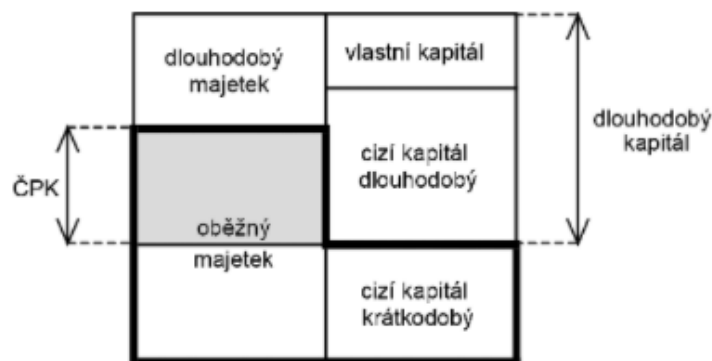 dlouhodobý
majetek
vlastní kapitál
dlouhodobý
kapitál
cizí kapitál
dlouhodobý
ČPK
oběžný
majetek
cizí kapitál
krátkodobý